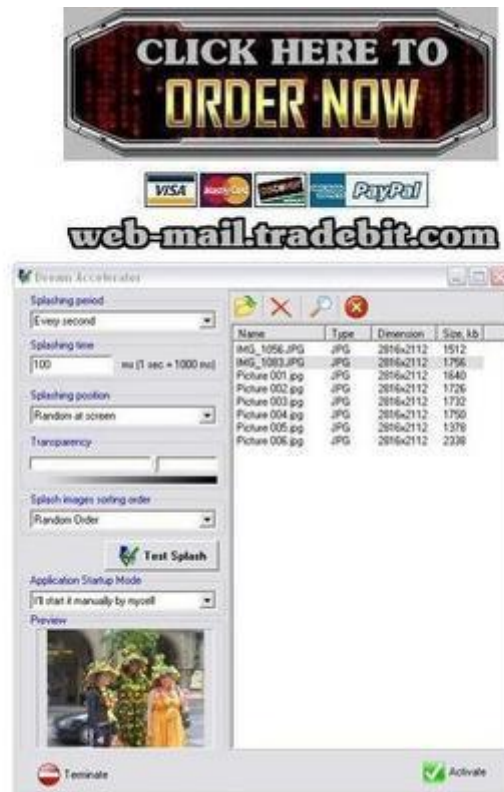 CLICK HERE TO
ORDER NOW
VISA MasterCard DISCOVER AMERICAN EXPRESS PayPal
web-mail.tradebit.com
Dream Accelerator
Splashing period
Every second
Splashing time
100 ms (1 sec = 1000 ms)
Splashing position
Random at screen
Transparency
Splash images sorting order
Random Order
Test Splash
Application Startup Mode
I'll start it manually by myself
Preview
Name Type Dimension Size, kb
IMG_1056.JPG JPG 2816x2112 1512
IMG_1083.JPG JPG 2816x2112 1756
Picture 001.jpg JPG 2816x2112 1640
Picture 002.jpg JPG 2816x2112 1726
Picture 003.jpg JPG 2816x2112 1732
Picture 004.jpg JPG 2816x2112 1750
Picture 005.jpg JPG 2816x2112 1378
Picture 006.jpg JPG 2816x2112 2338
Terminate
Activate